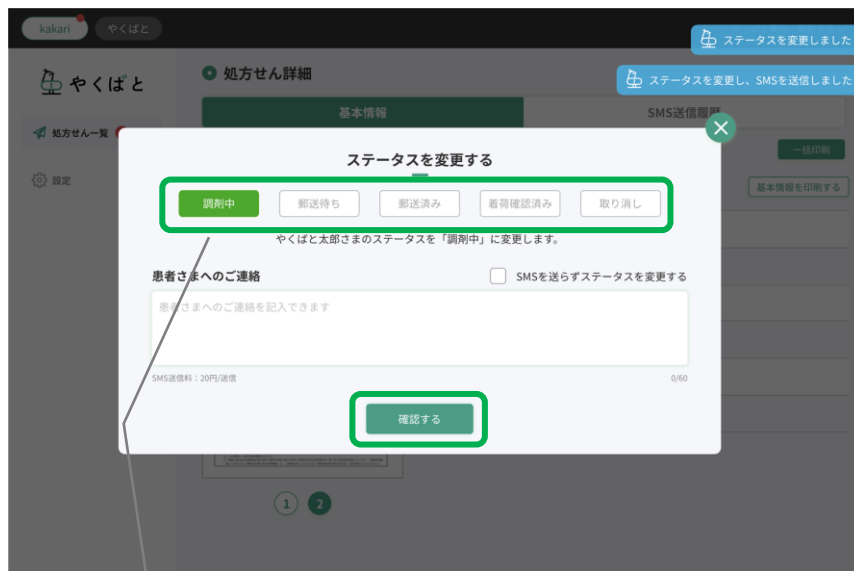 kakari やくばと
ステータスを変更しました
ステータスを変更し、SMSを送信しました
やくばと
処方せん詳細
基本情報 SMS送信履歴
処方せん一覧
設定
一括印刷
基本情報を印刷する
ステータスを変更する
調剤中 郵送待ち 郵送済み 着荷確認済み 取り消し
やくばと太郎さまのステータスを「調剤中」に変更します。
患者さまへのご連絡 SMSを送らずステータスを変更する
患者さまへのご連絡を記入できます
SMS送信料：20円/送信 0/60
確認する
1 2